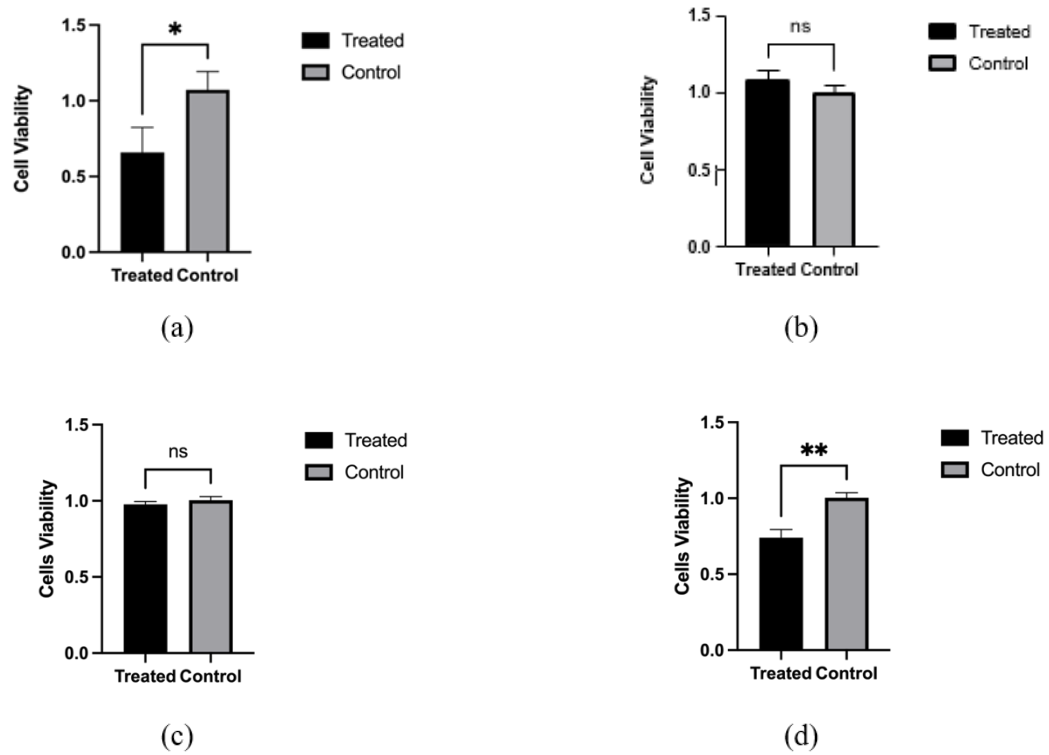 1.5
1.0
0.5
0.0
Cell Viability
*
Treated
Control
Treated Control
(a)
1.5
1.0
0.5
0.0
Cell Viability
ns
Treated
Control
Treated Control
(b)
1.5
1.0
0.5
0.0
Cells Viability
ns
Treated
Control
Treated Control
(c)
1.5
1.0
0.5
0.0
Cells Viability
**
Treated
Control
Treated Control
(d)